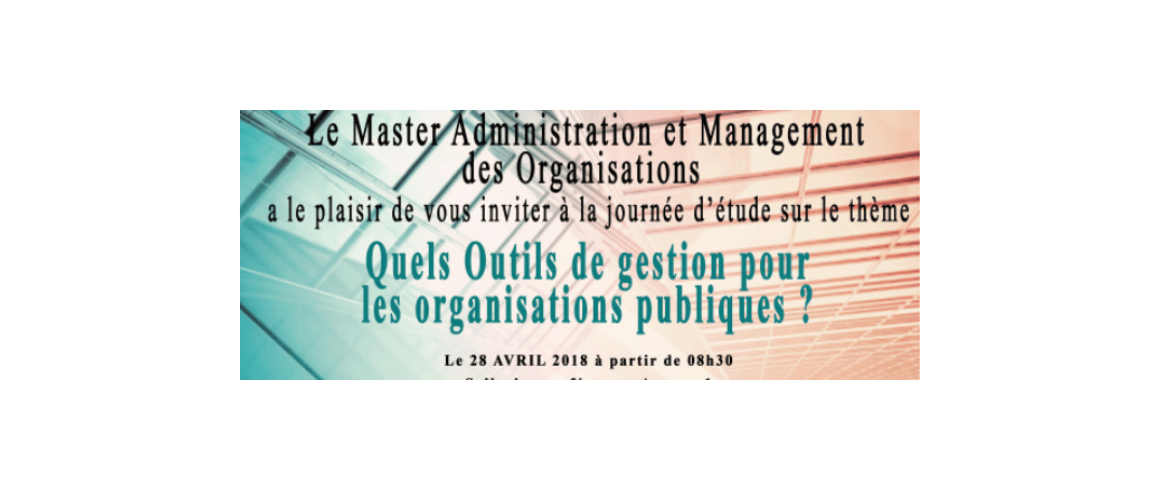 Le Master Administration et Management
des Organisations
a le plaisir de vous inviter à la journée d'étude sur le thème
Quels Outils de gestion pour
les organisations publiques ?
Le 28 AVRIL 2018 à partir de 08h30